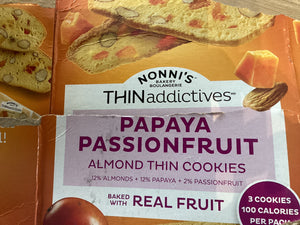 NONNI'S
BAKERY
BOULANGERIE
THINaddictives™
PAPAYA
PASSIONFRUIT
ALMOND THIN COOKIES
12% ALMONDS + 12% PAPAYA + 2% PASSIONFRUIT
BAKED
WITH REAL FRUIT
3 COOKIES
100 CALORIES
PER PACK